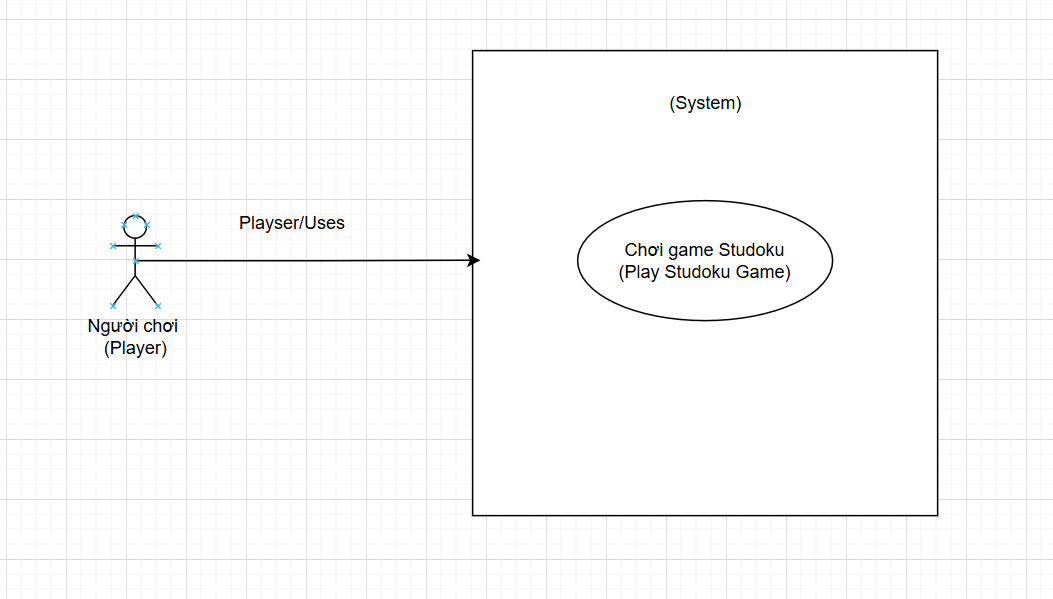 (System)
Playser/Uses
Chơi game Studoku
(Play Studoku Game)
Người chơi
(Player)